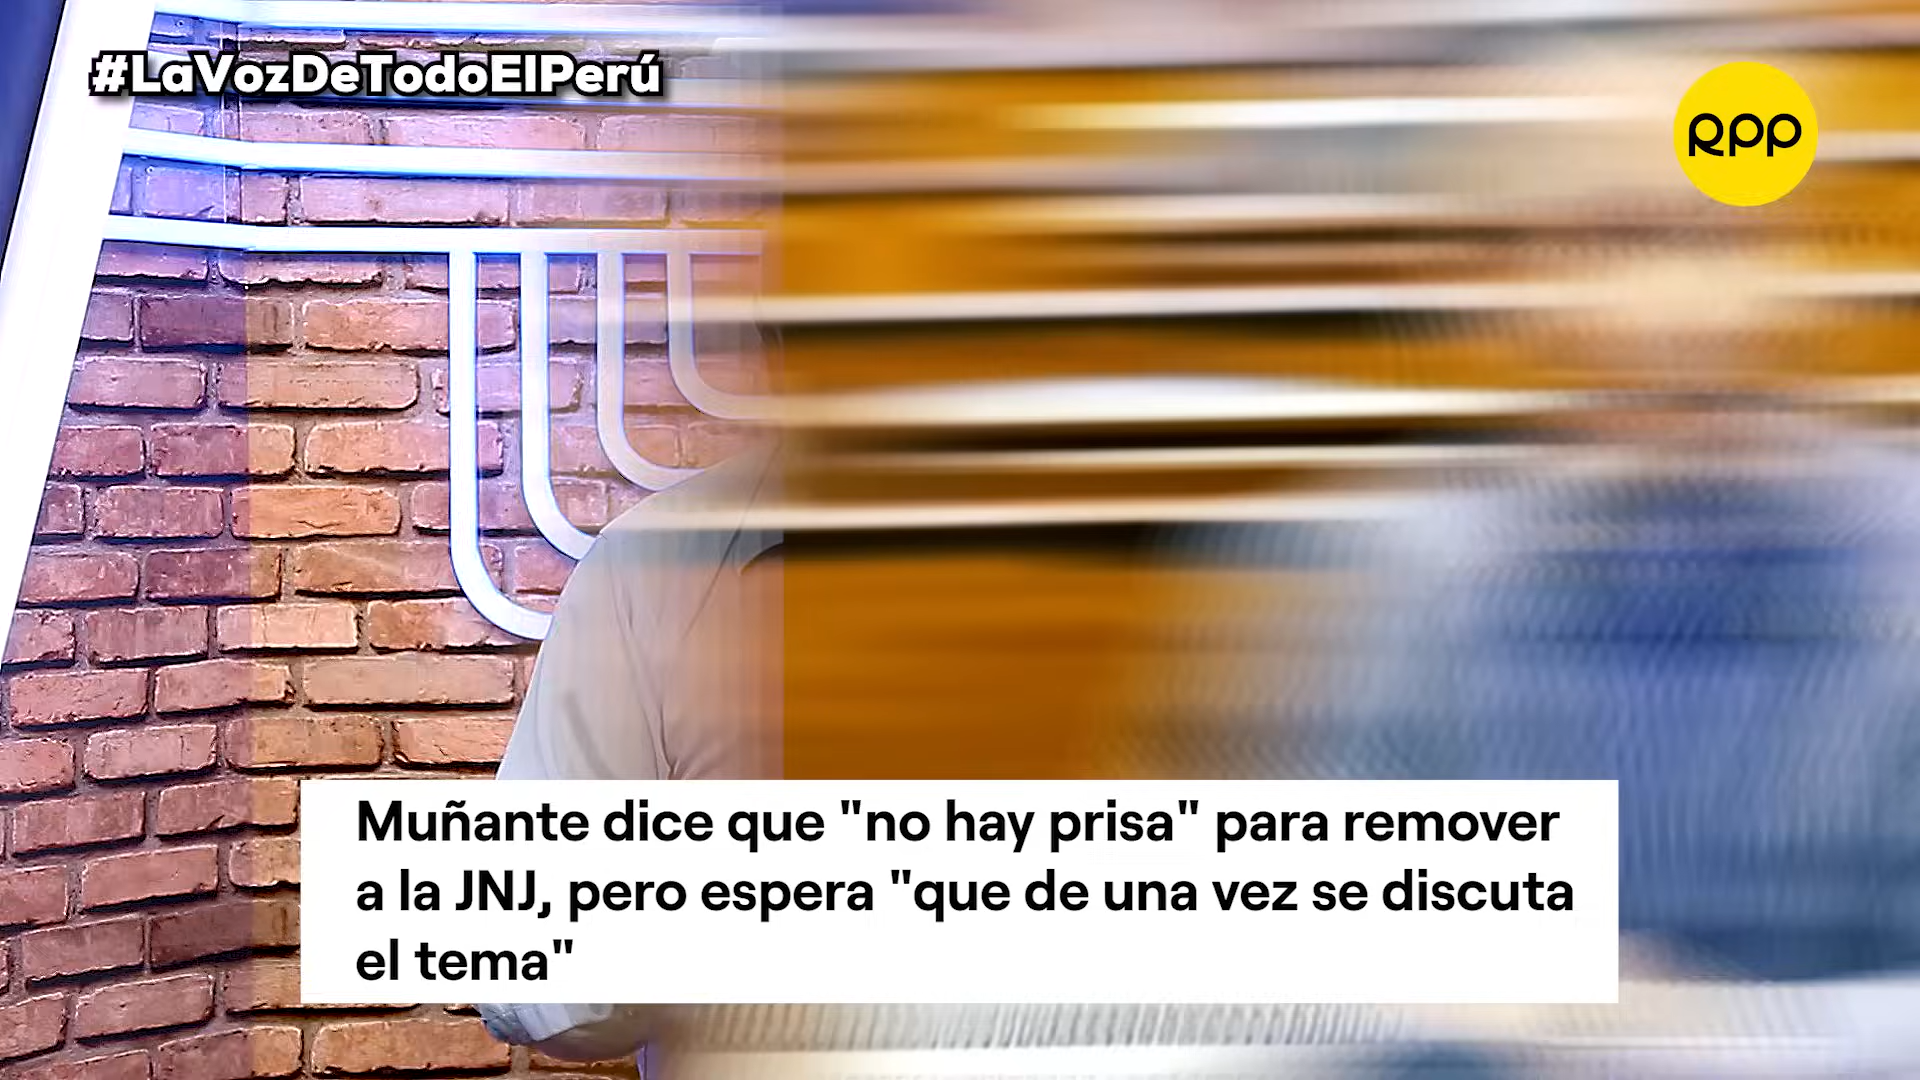 #LaVozDeTodoElPerú
RPP
Muñante dice que "no hay prisa" para remover
a la JNJ, pero espera "que de una vez se discuta
el tema"